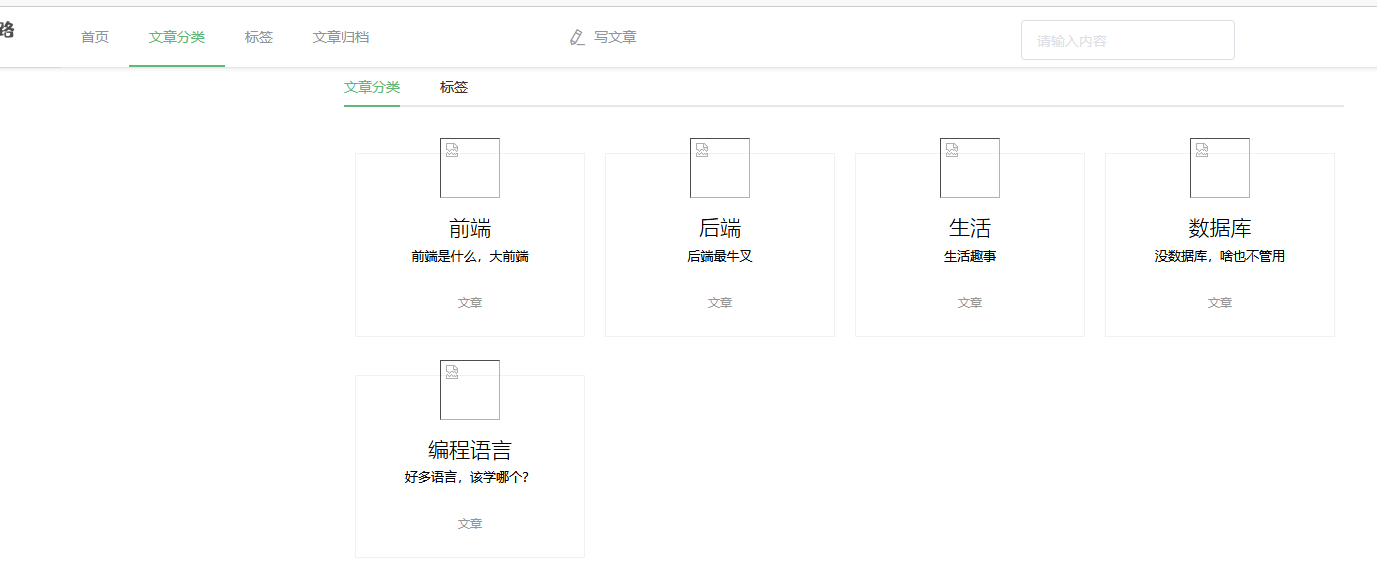 路
首页 文章分类 标签 文章归档 写文章 请输入内容
文章分类 标签
前端 后端 生活 数据库
前端是什么，大前端 后端最牛叉 生活趣事 没数据库，啥也不管用
文章 文章 文章 文章
编程语言
好多语言，该学哪个？
文章